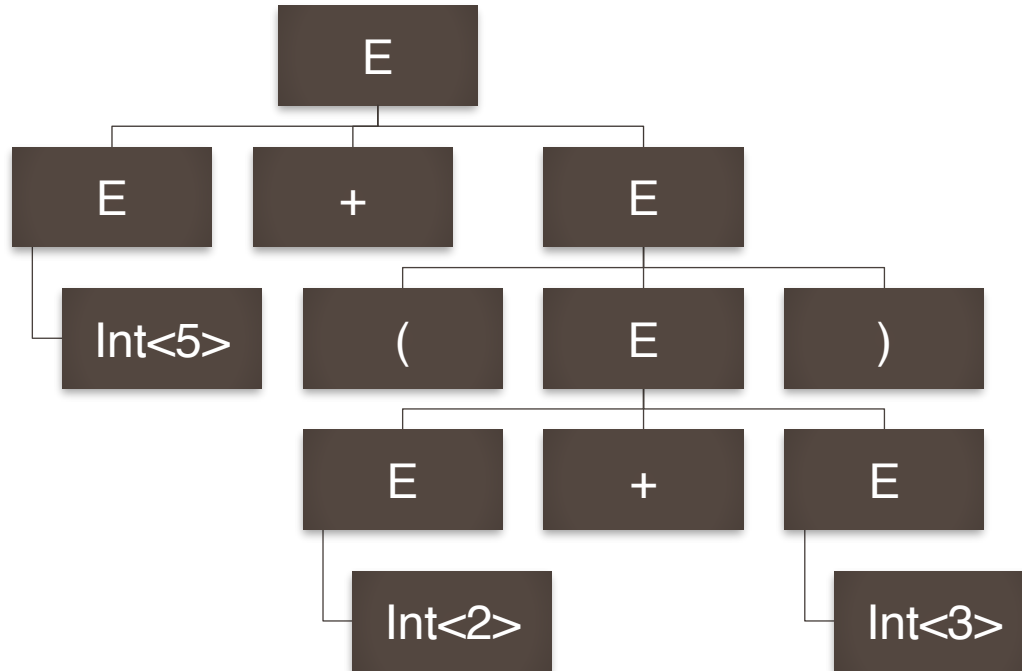 E
E + E
Int<5> ( E )
E + E
Int<2> Int<3>